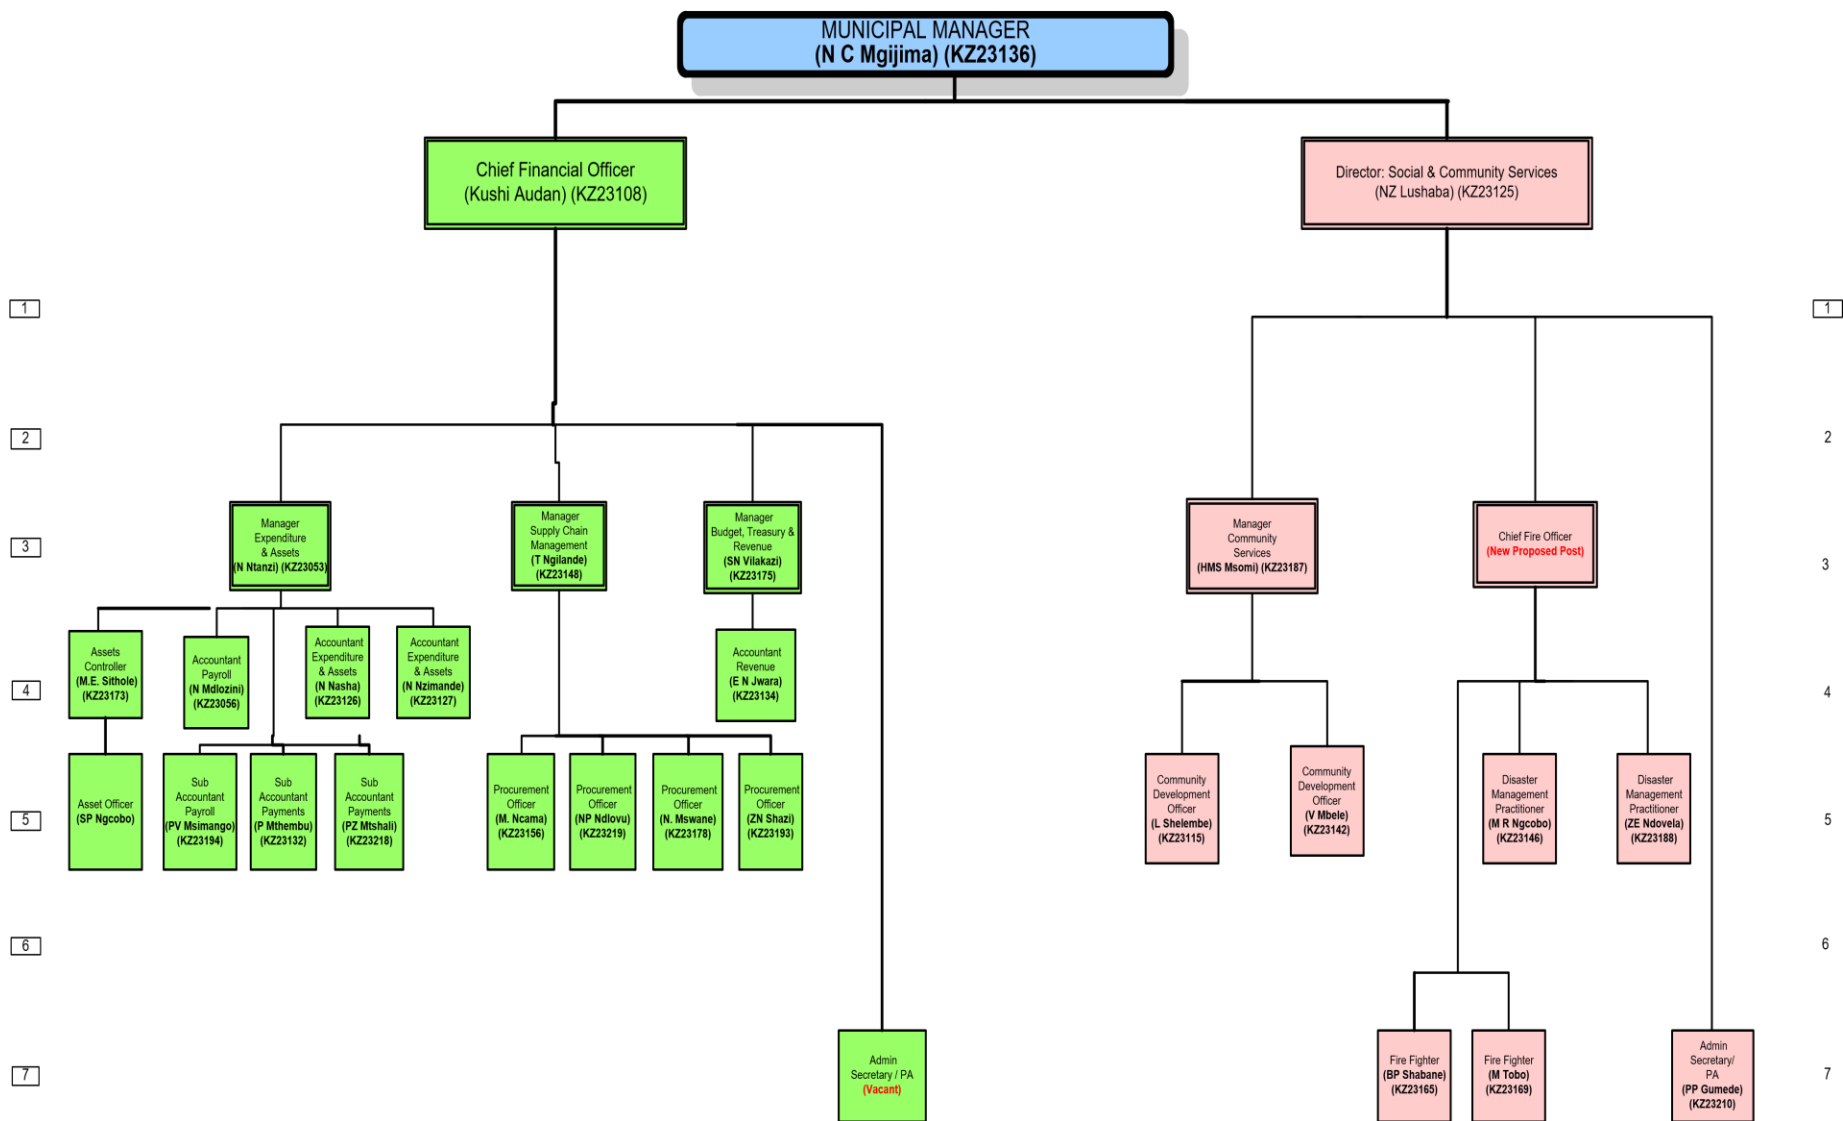 MUNICIPAL MANAGER
(N C Mgijima) (KZ23136)
Chief Financial Officer
(Kushi Audan) (KZ23108)
Director: Social & Community Services
(NZ Lushaba) (KZ23125)
1
1
2
2
Manager
Expenditure
& Assets
(N Ntanzi) (KZ23053)
Manager
Supply Chain
Management
(T Ngilande)
(KZ23148)
Manager
Budget, Treasury &
Revenue
(SN Vilakazi)
(KZ23175)
Manager
Community
Services
(HMS Msomi) (KZ23187)
Chief Fire Officer
(New Proposed Post)
3
3
Assets
Controller
(M.E. Sithole)
(KZ23173)
Accountant
Payroll
(N Mdlozini)
(KZ23056)
Accountant
Expenditure
& Assets
(N Nasha)
(KZ23126)
Accountant
Expenditure
& Assets
(N Nzimande)
(KZ23127)
Accountant
Revenue
(E N Jwara)
(KZ23134)
4
4
Asset Officer
(SP Ngcobo)
Sub
Accountant
Payroll
(PV Msimango)
(KZ23194)
Sub
Accountant
Payments
(P Mthembu)
(KZ23132)
Sub
Accountant
Payments
(PZ Mtshali)
(KZ23218)
Procurement
Officer
(M. Ncama)
(KZ23156)
Procurement
Officer
(NP Ndlovu)
(KZ23219)
Procurement
Officer
(N. Mswane)
(KZ23178)
Procurement
Officer
(ZN Shazi)
(KZ23193)
Community
Development
Officer
(L Shelembe)
(KZ23115)
Community
Development
Officer
(V Mbele)
(KZ23142)
Disaster
Management
Practitioner
(M R Ngcobo)
(KZ23146)
Disaster
Management
Practitioner
(ZE Ndovela)
(KZ23188)
5
5
6
6
Admin
Secretary / PA
(Vacant)
Fire Fighter
(BP Shabane)
(KZ23165)
Fire Fighter
(M Tobo)
(KZ23169)
Admin
Secretary/
PA
(PP Gumede)
(KZ23210)
7
7